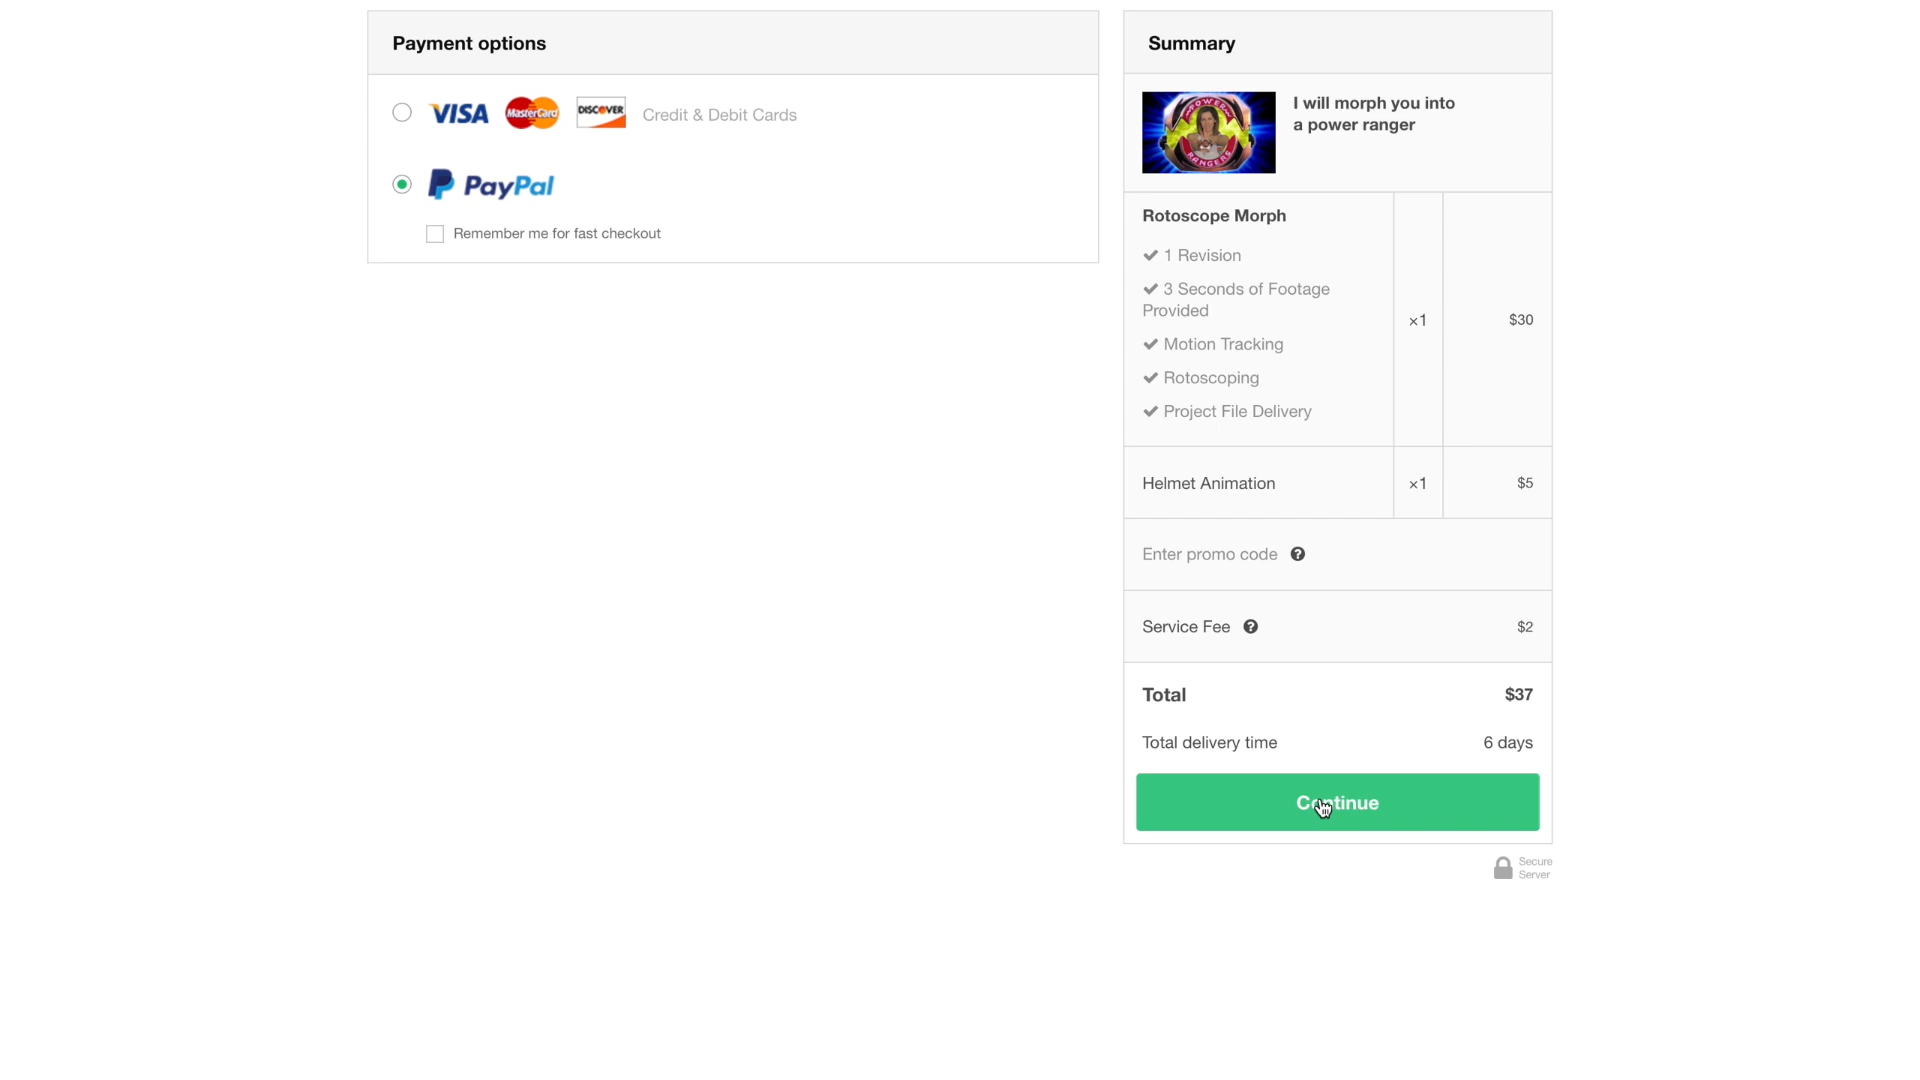 Payment options
VISA MasterCard DISCOVER Credit & Debit Cards
PayPal
Remember me for fast checkout
Summary
POWER
RANGERS
I will morph you into
a power ranger
Rotoscope Morph
1 Revision
3 Seconds of Footage
Provided
Motion Tracking
Rotoscoping
Project File Delivery
×1
$30
Helmet Animation ×1 $5
Enter promo code
Service Fee $2
Total $37
Total delivery time 6 days
Continue
Secure
Server